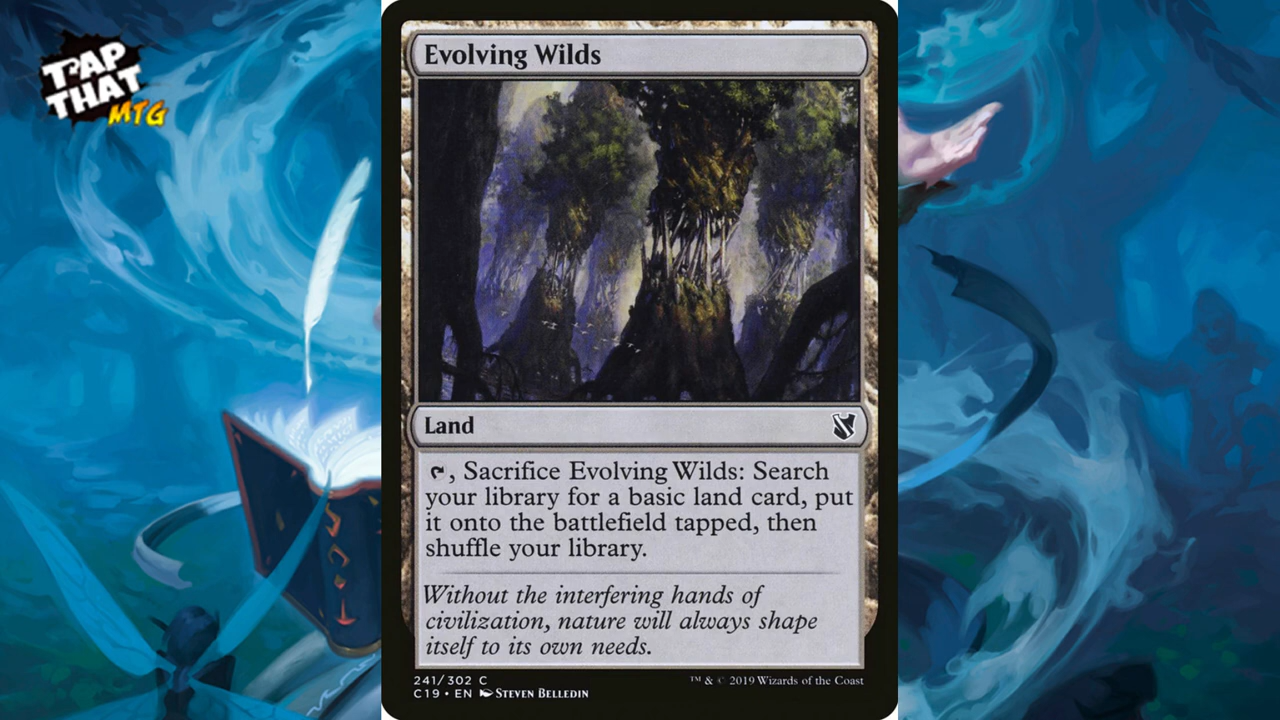 TAP
THAT
MTG
Evolving Wilds
Land
, Sacrifice Evolving Wilds: Search
your library for a basic land card, put
it onto the battlefield tapped, then
shuffle your library.
Without the interfering hands of
civilization, nature will always shape
itself to its own needs.
241/302 C
C19 • EN Steven Belledin
™ & © 2019 Wizards of the Coast